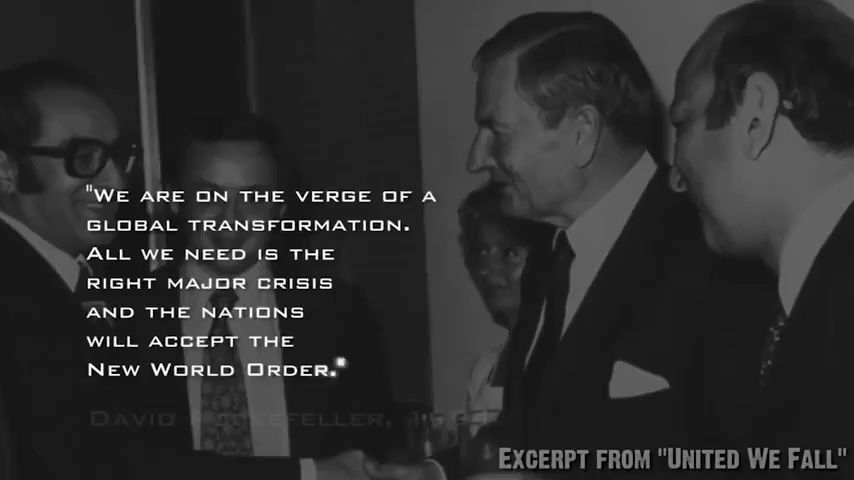 "We are on the verge of a
global transformation.
All we need is the
right major crisis
and the nations
will accept the
New World Order."
David Rockefeller,
Excerpt from "United We Fall"